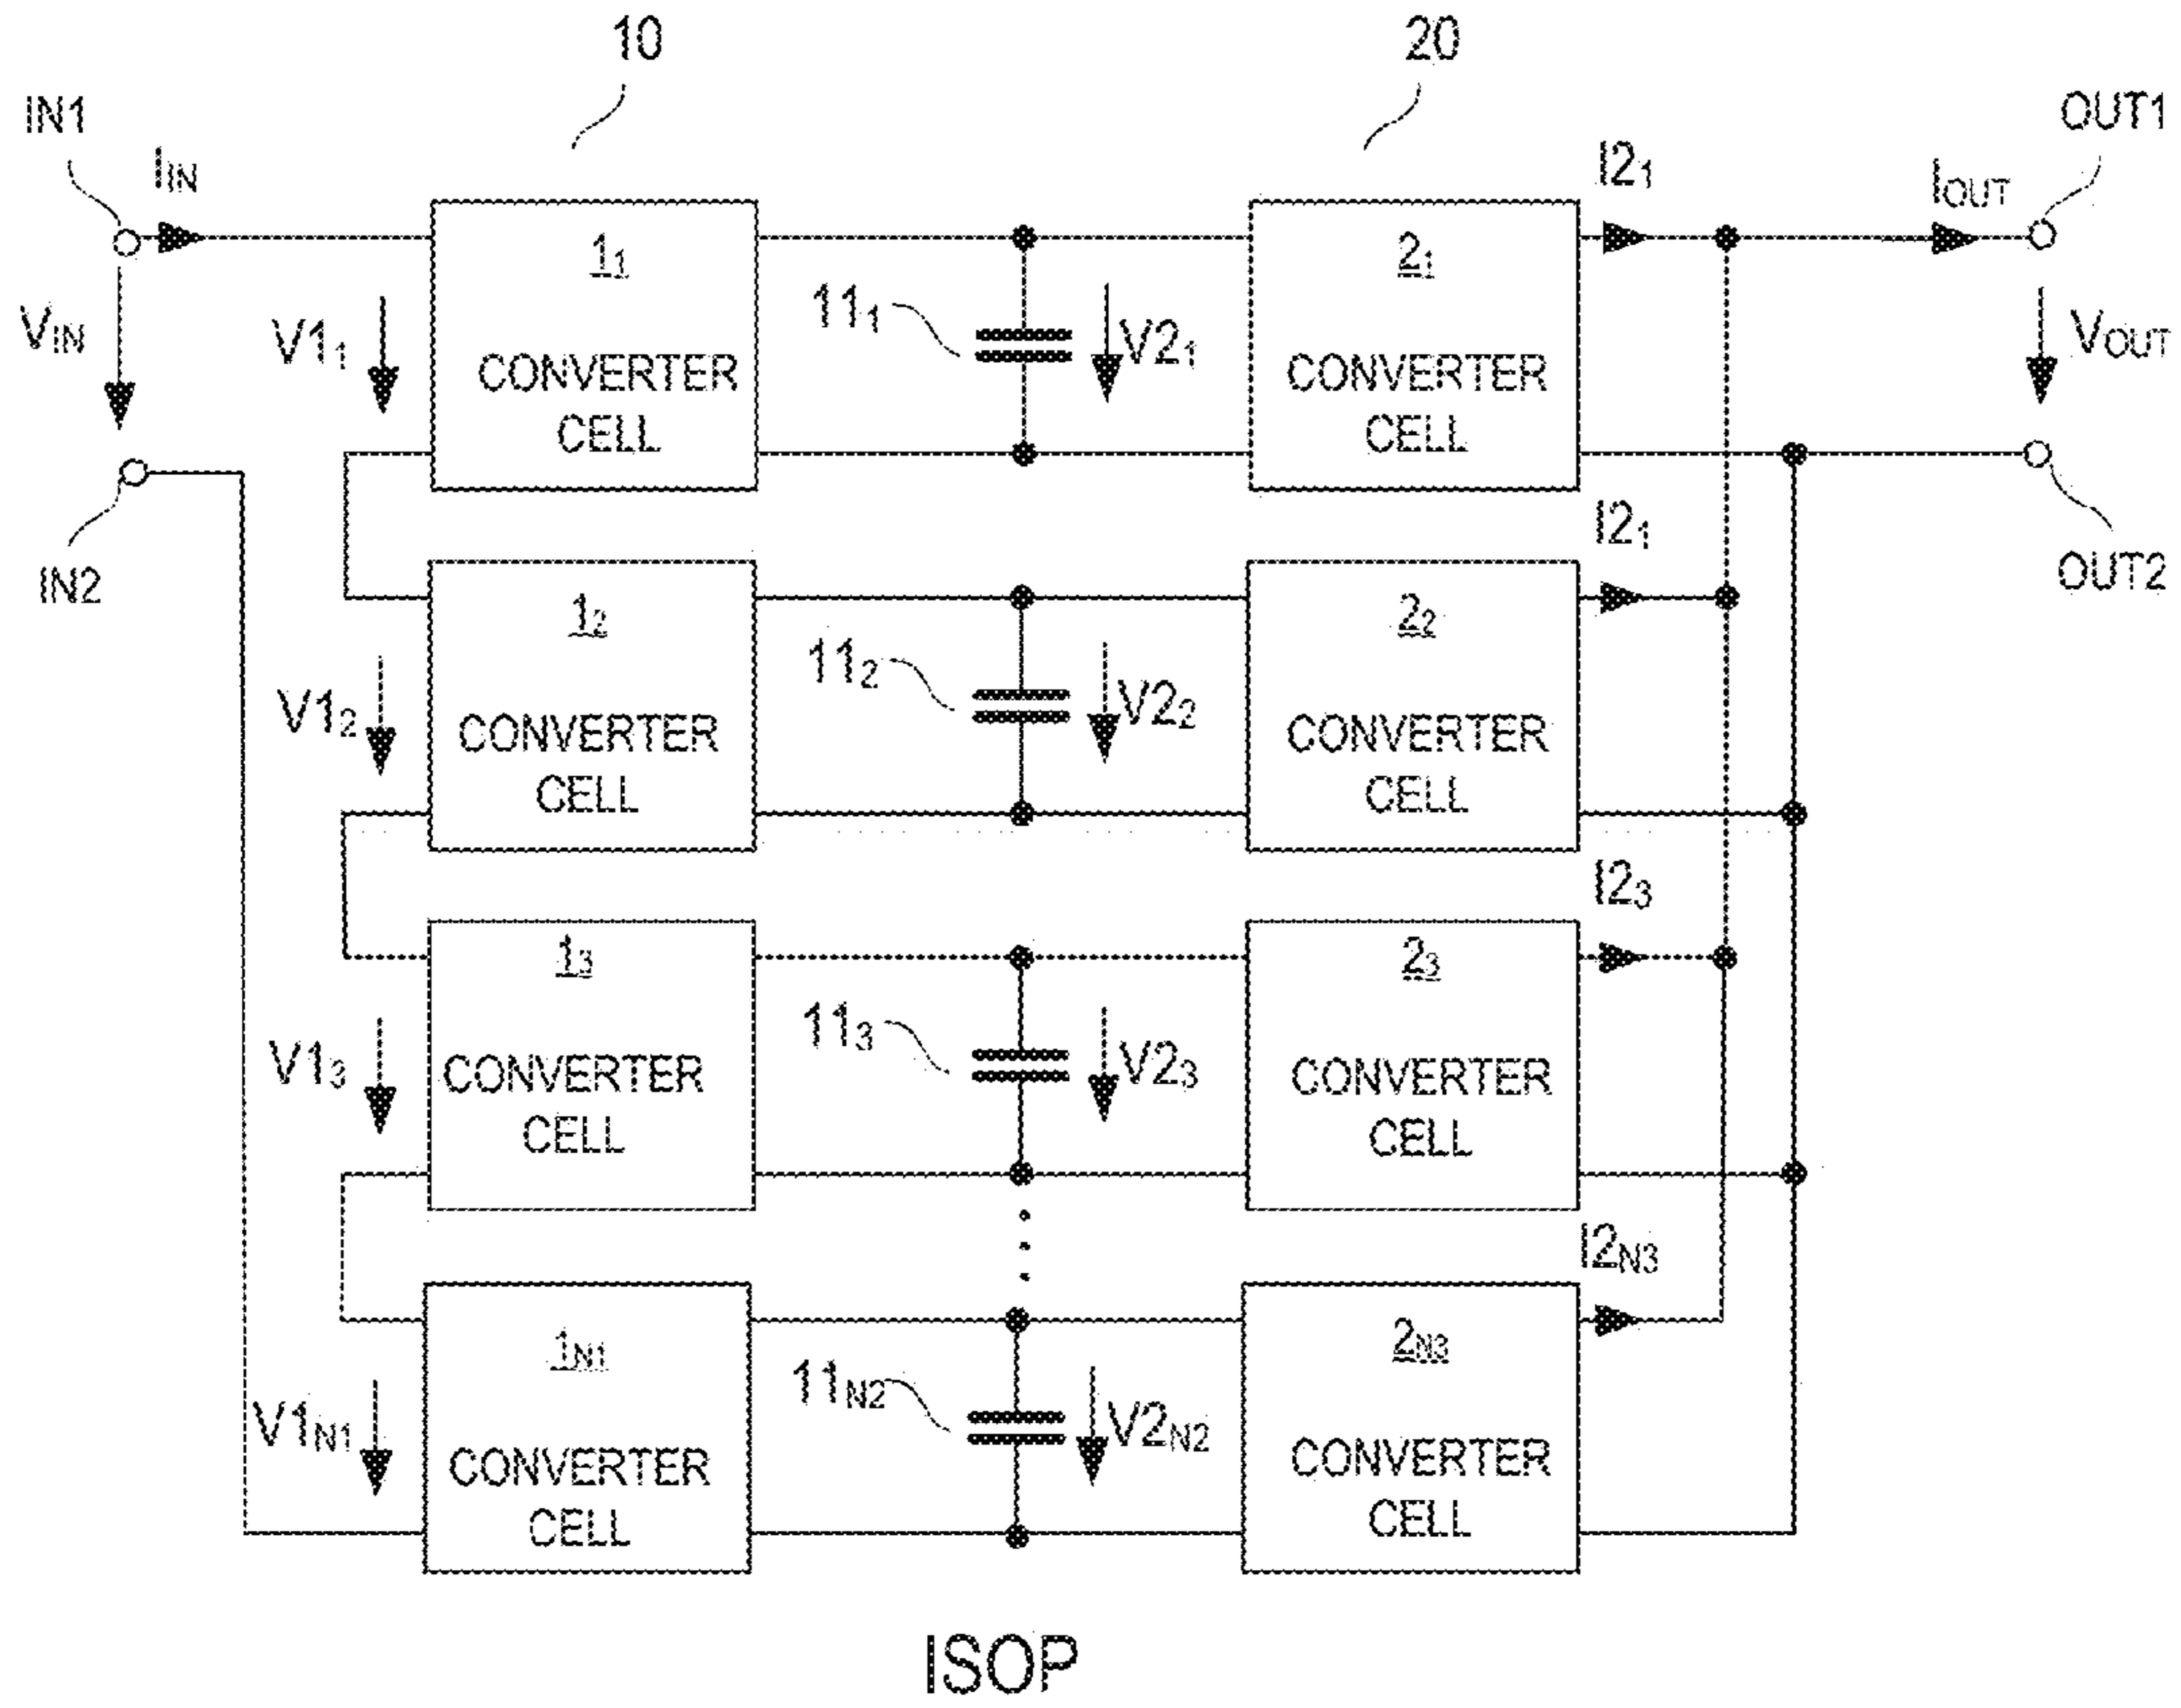 10
20
IN1
OUT1
IIN
I21
IOUT
11
21
VIN
V11
111
V21
VOUT
CONVERTER
CELL
CONVERTER
CELL
IN2
I21
OUT2
12
22
112
V12
V22
CONVERTER
CELL
CONVERTER
CELL
I23
13
23
113
V13
V23
CONVERTER
CELL
CONVERTER
CELL
I2N3
1N1
2N3
11N2
V1N1
V2N2
CONVERTER
CELL
CONVERTER
CELL
ISOP